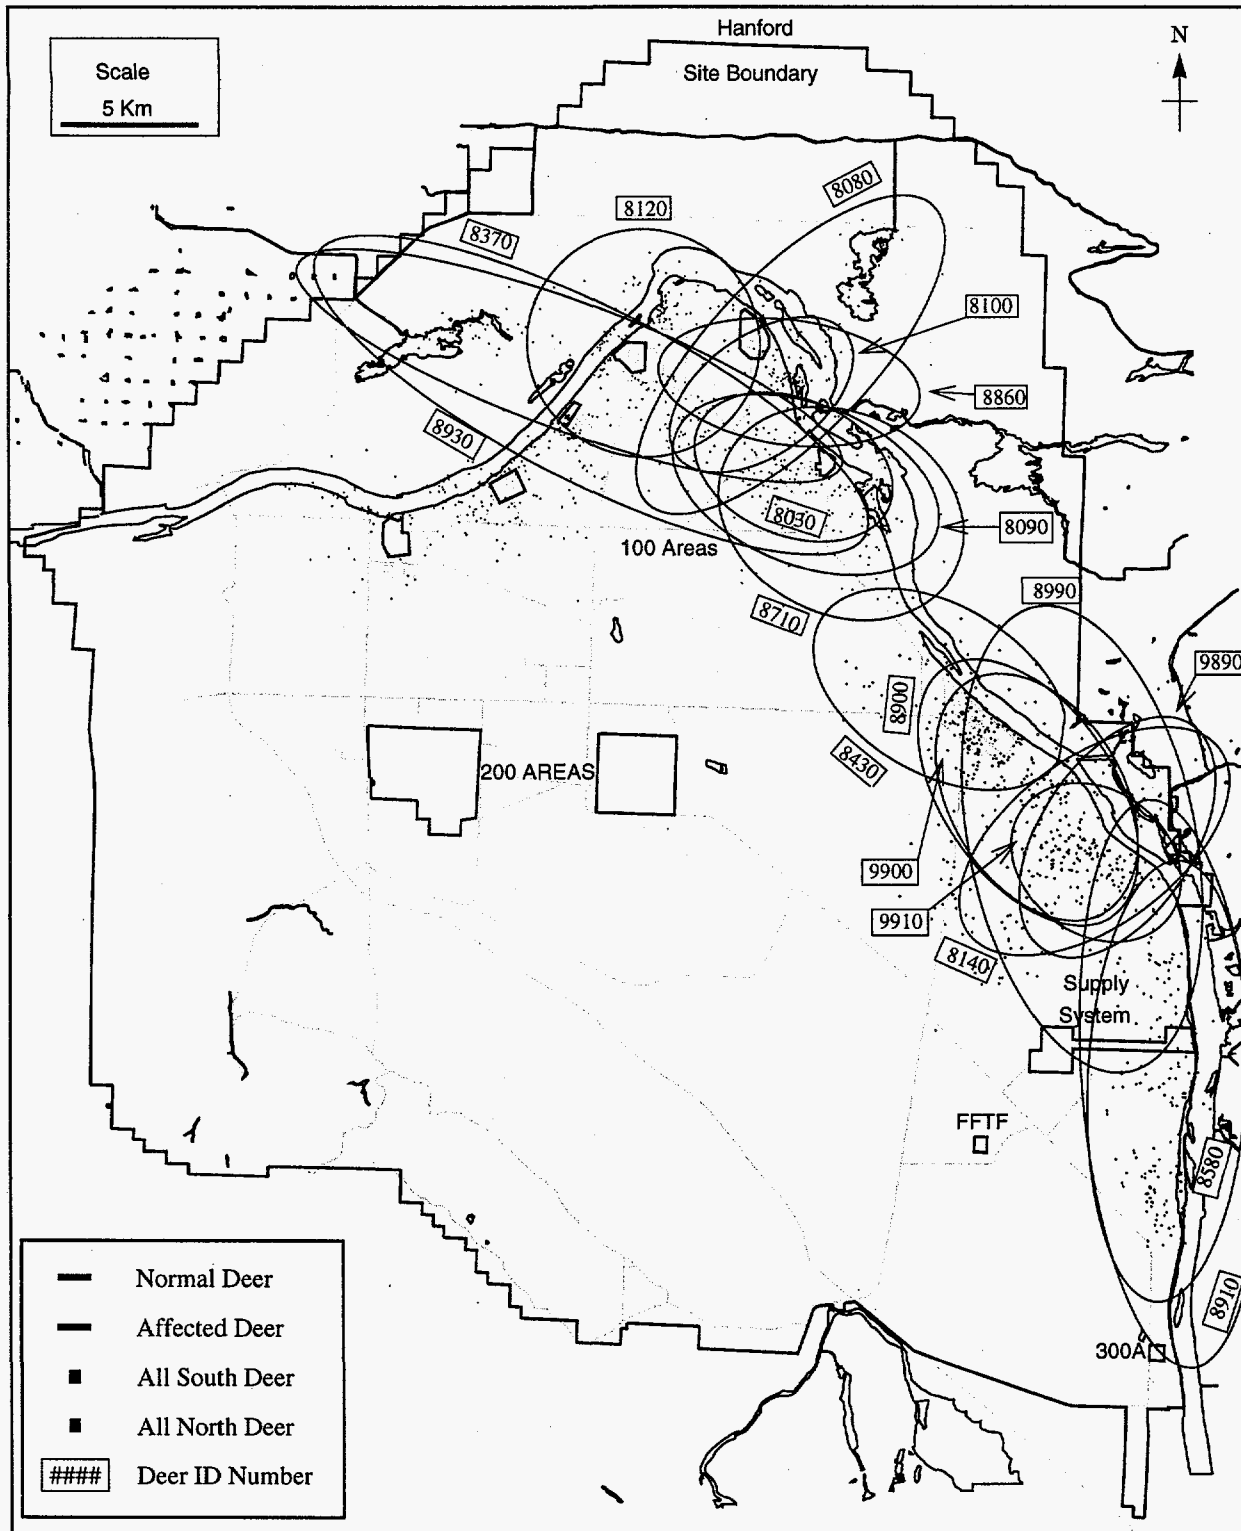 Hanford
Site Boundary
N
Scale
5 Km
8080
8120
8370
8100
8860
8930
8030
8090
100 Areas
8710
8990
9890
8900
8430
200 AREAS
9900
9910
8140
Supply
System
FFTF
8580
8910
300A
Normal Deer
Affected Deer
All South Deer
All North Deer
#### Deer ID Number